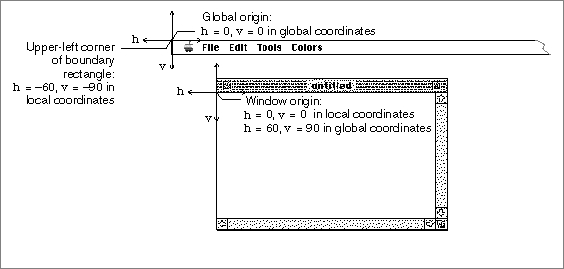 Global origin:
h = 0, v = 0 in global coordinates
h
File Edit Tools Colors
Upper-left corner
of boundary
rectangle:
h = –60, v = –90 in
local coordinates
v
untitled
h
Window origin:
h = 0, v = 0 in local coordinates
h = 60, v = 90 in global coordinates
v